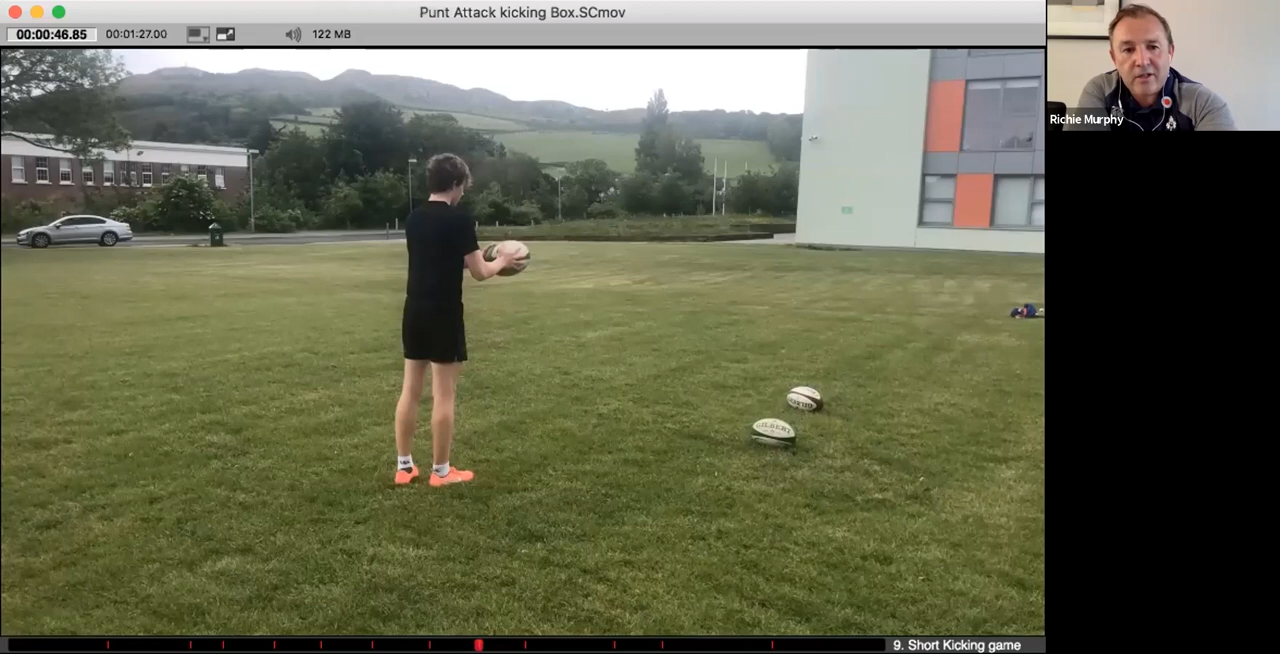 Punt Attack kicking Box.SCmov
00:00:46.85
00:01:27.00
122 MB
Richie Murphy
GILBERT
GILBERT
9. Short Kicking game